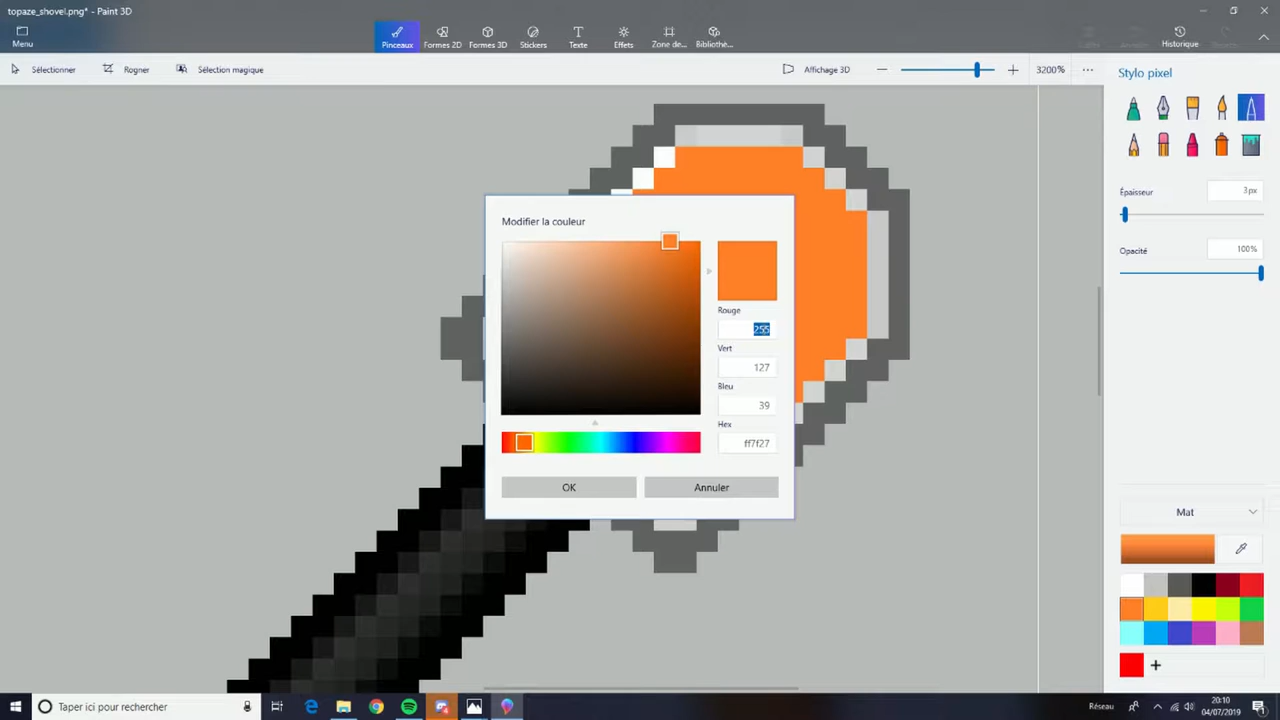 topaze_shovel.png* - Paint 3D
Menu
Pinceaux
Formes 2D
Formes 3D
Stickers
Texte
Effets
Zone de...
Bibliothè...
Historique
Sélectionner
Rogner
Sélection magique
Affichage 3D
3200%
Stylo pixel
Épaisseur
3px
Opacité
100%
Modifier la couleur
Rouge
255
Vert
127
Bleu
39
Hex
ff7f27
OK
Annuler
Mat
Taper ici pour rechercher
Réseau
20:10
04/07/2019
1